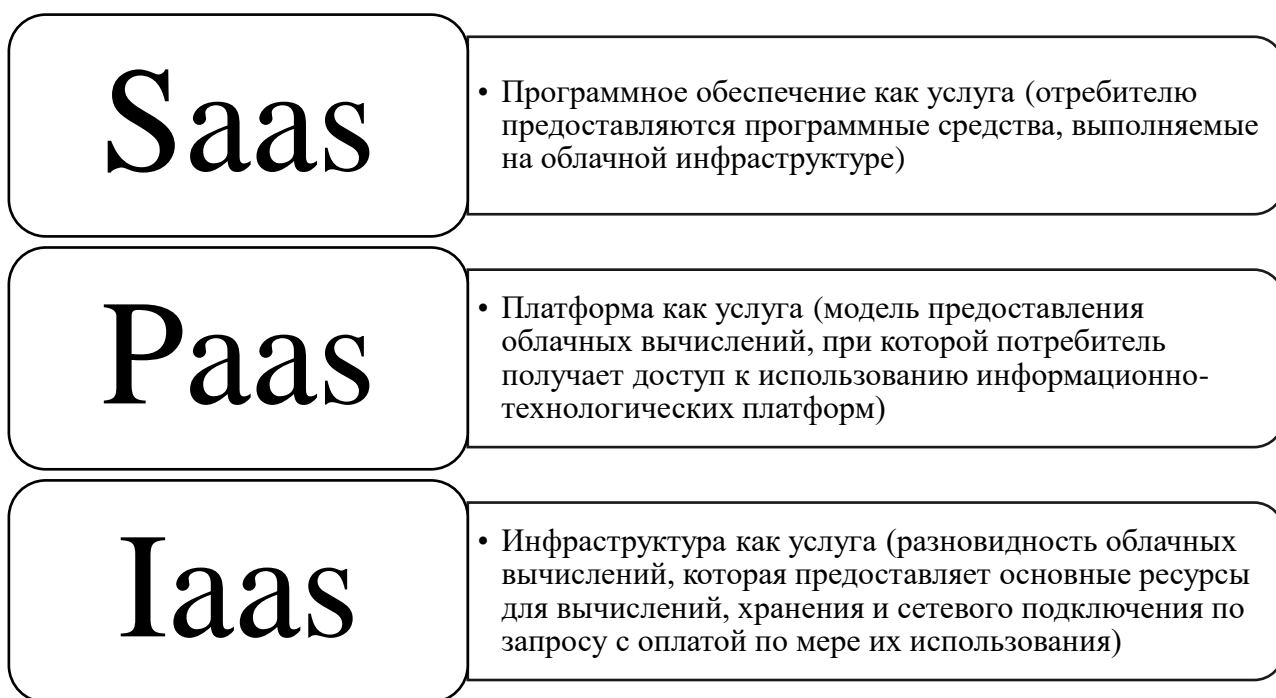 Saas
• Программное обеспечение как услуга (отребителю
предоставляются программные средства, выполняемые
на облачной инфраструктуре)
Paas
• Платформа как услуга (модель предоставления
облачных вычислений, при которой потребитель
получает доступ к использованию информационно-
технологических платформ)
Iaas
• Инфраструктура как услуга (разновидность облачных
вычислений, которая предоставляет основные ресурсы
для вычислений, хранения и сетевого подключения по
запросу с оплатой по мере их использования)